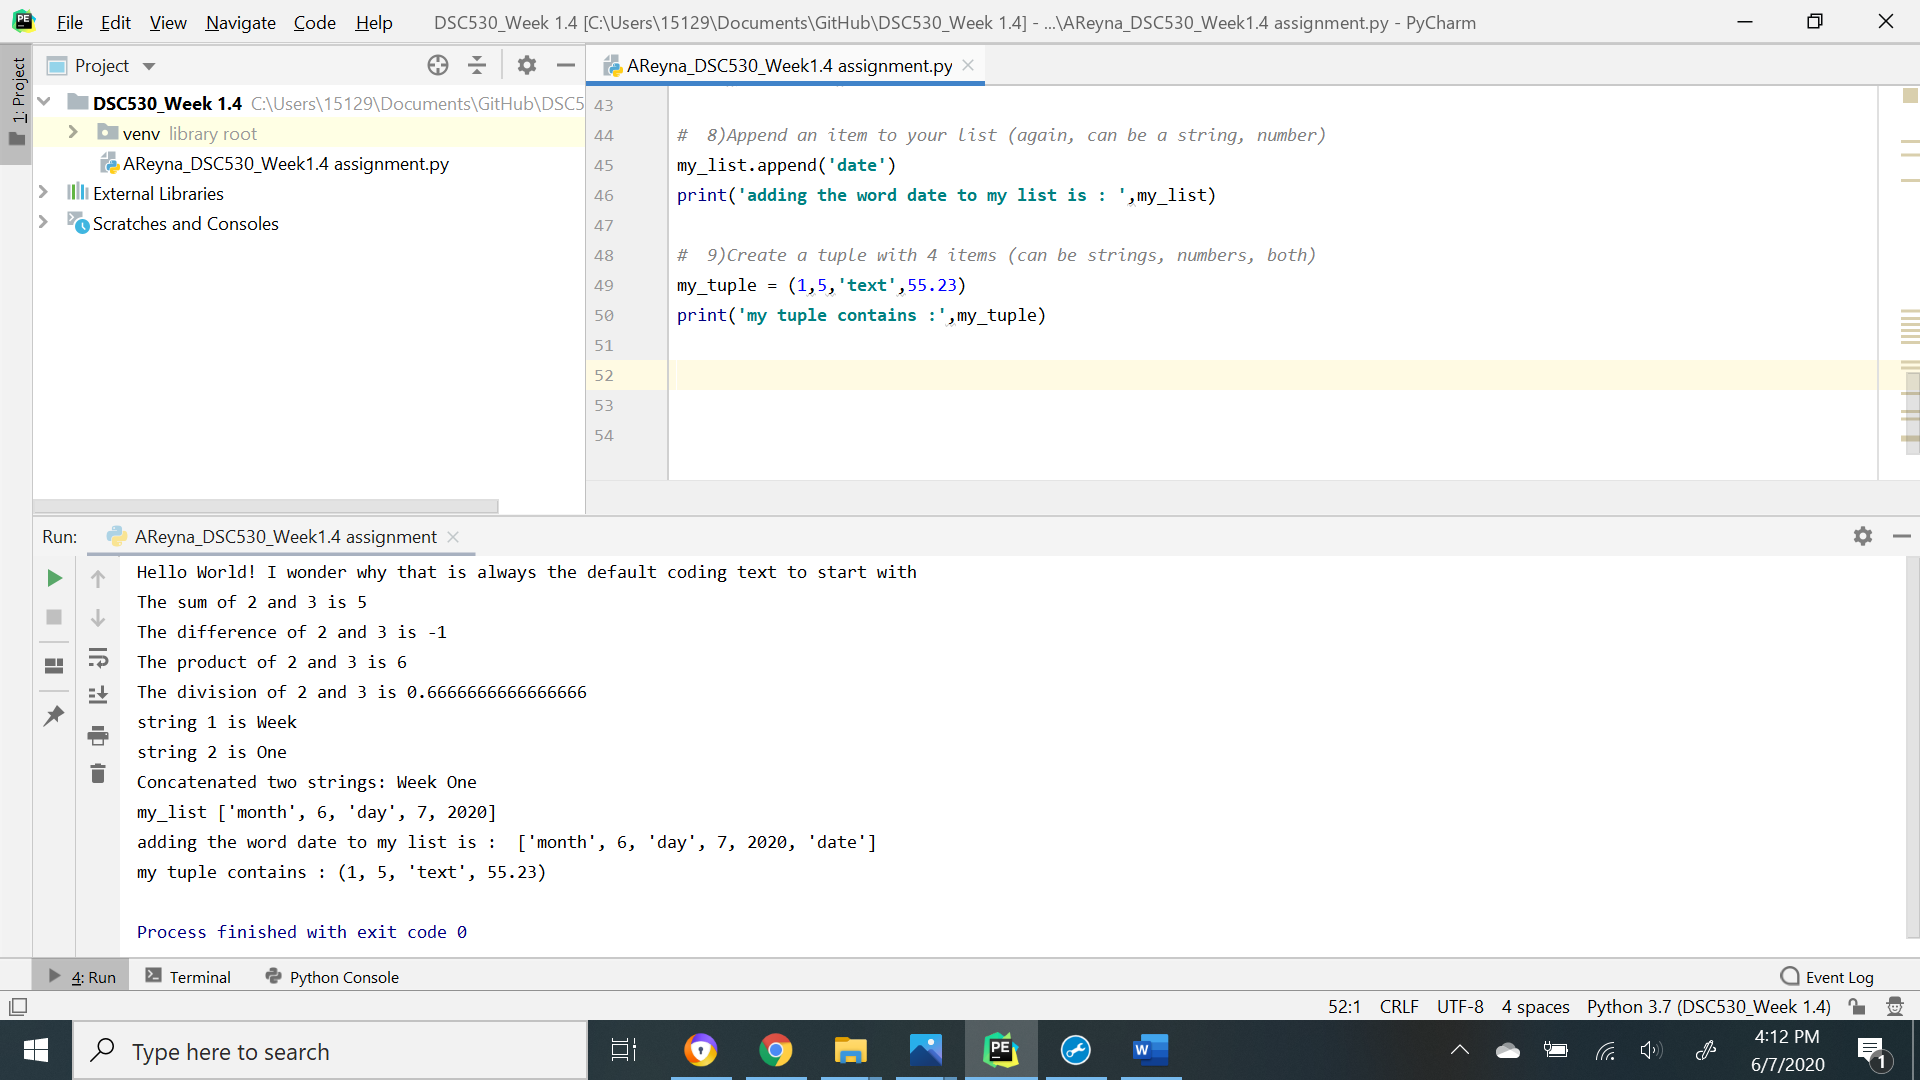 File Edit View Navigate Code Help DSC530_Week 1.4 [C:\Users\15129\Documents\GitHub\DSC530_Week 1.4] - ...\AReyna_DSC530_Week1.4 assignment.py - PyCharm
1: Project
Project
DSC530_Week 1.4 C:\Users\15129\Documents\GitHub\DSC5
venv library root
AReyna_DSC530_Week1.4 assignment.py
External Libraries
Scratches and Consoles
AReyna_DSC530_Week1.4 assignment.py
43
44 #  8)Append an item to your list (again, can be a string, number)
45 my_list.append('date')
46 print('adding the word date to my list is : ',my_list)
47
48 #  9)Create a tuple with 4 items (can be strings, numbers, both)
49 my_tuple = (1,5,'text',55.23)
50 print('my tuple contains :',my_tuple)
51
52
53
54
Run: AReyna_DSC530_Week1.4 assignment
Hello World! I wonder why that is always the default coding text to start with
The sum of 2 and 3 is 5
The difference of 2 and 3 is -1
The product of 2 and 3 is 6
The division of 2 and 3 is 0.6666666666666666
string 1 is Week
string 2 is One
Concatenated two strings: Week One
my_list ['month', 6, 'day', 7, 2020]
adding the word date to my list is :  ['month', 6, 'day', 7, 2020, 'date']
my tuple contains : (1, 5, 'text', 55.23)
Process finished with exit code 0
4: Run Terminal Python Console Event Log
52:1 CRLF UTF-8 4 spaces Python 3.7 (DSC530_Week 1.4)
Type here to search
4:12 PM
6/7/2020
1